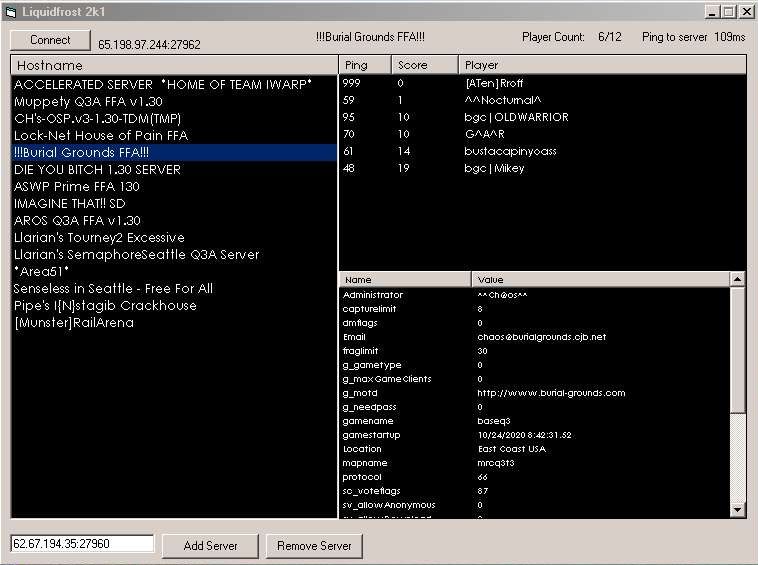 Liquidfrost 2k1
Connect
65.198.97.244:27962
!!!Burial Grounds FFA!!!
Player Count: 6/12
Ping to server 109ms
Hostname
ACCELERATED SERVER *HOME OF TEAM IWARP*
Muppety Q3A FFA v1.30
CH's-OSP.v3-1.30-TDM(TMP)
Lock-Net House of Pain FFA
!!!Burial Grounds FFA!!!
DIE YOU BITCH 1.30 SERVER
ASWP Prime FFA 130
IMAGINE THAT!! SD
AROS Q3A FFA v1.30
Llarian's Tourney2 Excessive
Llarian's SemaphoreSeattle Q3A Server
*Area51*
Senseless in Seattle - Free For All
Pipe's I{N}stagib Crackhouse
[Munster]RailArena
Ping Score Player
999 0 [ATen]Rroff
59 1 ^^Nocturnal^
95 10 bgc|OLDWARRIOR
70 10 G^A^R
61 14 bustacapinyoass
48 19 bgc|Mikey
Name Value
Administrator ^^Ch@os^^
capturelimit 8
dmflags 0
Email chaos@burialgrounds.cjb.net
fraglimit 30
g_gametype 0
g_maxGameClients 0
g_motd http://www.burial-grounds.com
g_needpass 0
gamename baseq3
gamestartup 10/24/2020 8:42:31.52
Location East Coast USA
mapname mrcq3t3
protocol 66
sc_voteflags 87
sv_allowAnonymous 0
62.67.194.35:27960
Add Server
Remove Server